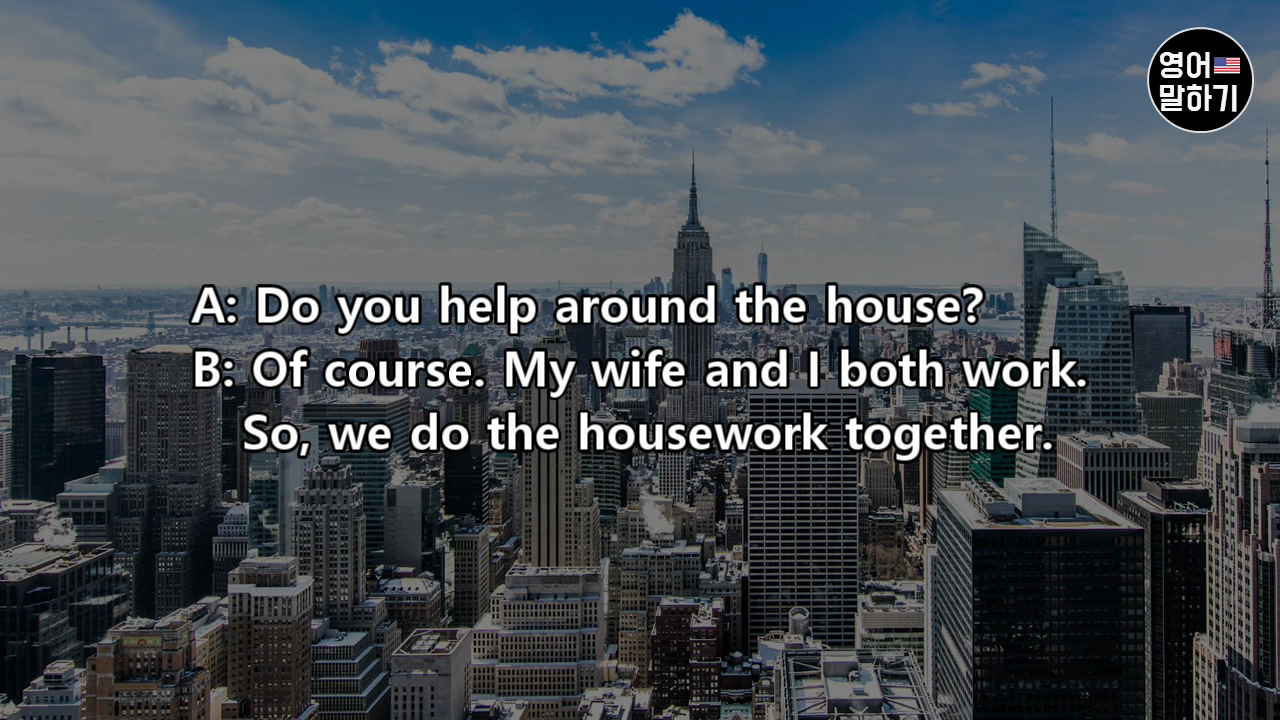 영어
말하기
A: Do you help around the house?
B: Of course. My wife and I both work.
So, we do the housework together.